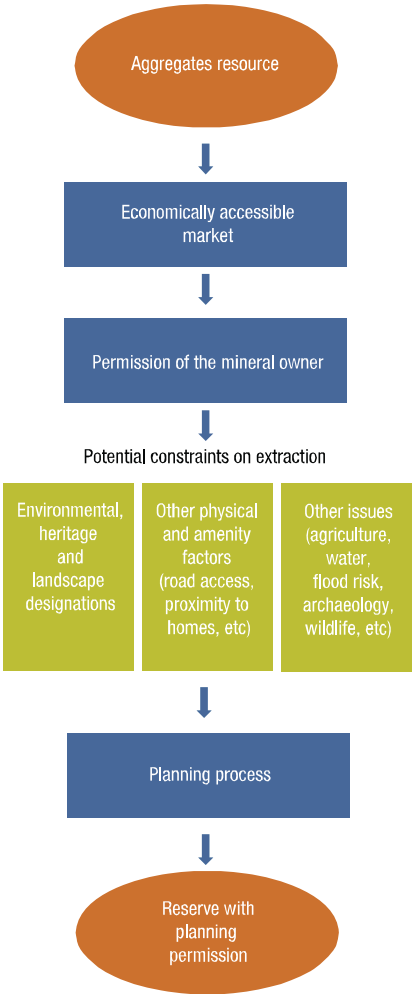 Aggregates resource
Economically accessible
market
Permission of the mineral owner
Potential constraints on extraction
Environmental,
heritage
and
landscape
designations
Other physical
and amenity
factors
(road access,
proximity to
homes, etc)
Other issues
(agriculture,
water,
flood risk,
archaeology,
wildlife, etc)
Planning process
Reserve with
planning
permission